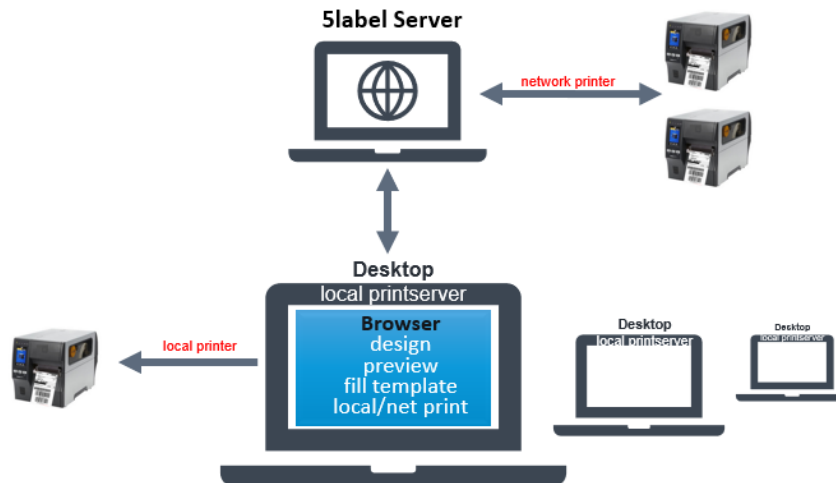 5label Server
network printer
Desktop
local printserver
Browser
design
preview
fill template
local/net print
local printer
Desktop
local printserver
Desktop
local printserver